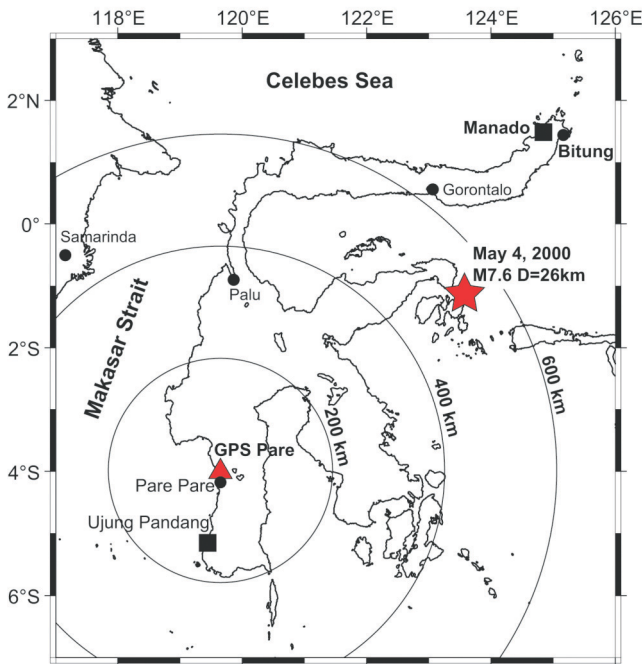 118°E 120°E 122°E 124°E 126°E
Celebes Sea
2°N
Manado
Bitung
Gorontalo
0°
Samarinda
May 4, 2000
M7.6 D=26km
Palu
Makasar Strait
2°S
600 km
400 km
200 km
GPS Pare
4°S
Pare Pare
Ujung Pandang
6°S